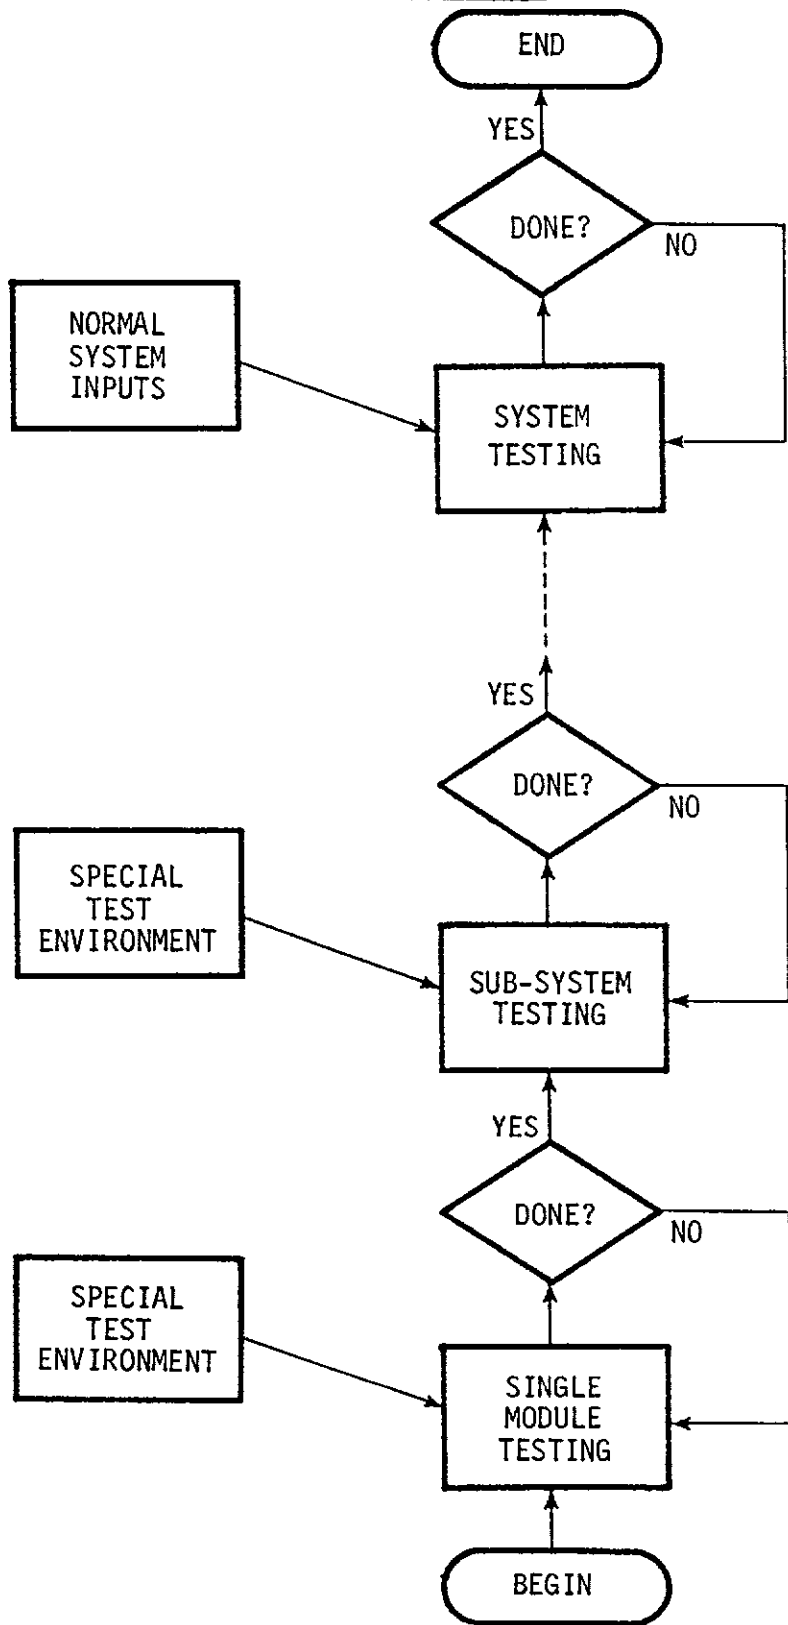 END
YES
DONE?
NO
NORMAL
SYSTEM
INPUTS
SYSTEM
TESTING
YES
DONE?
NO
SPECIAL
TEST
ENVIRONMENT
SUB-SYSTEM
TESTING
YES
DONE?
NO
SPECIAL
TEST
ENVIRONMENT
SINGLE
MODULE
TESTING
BEGIN